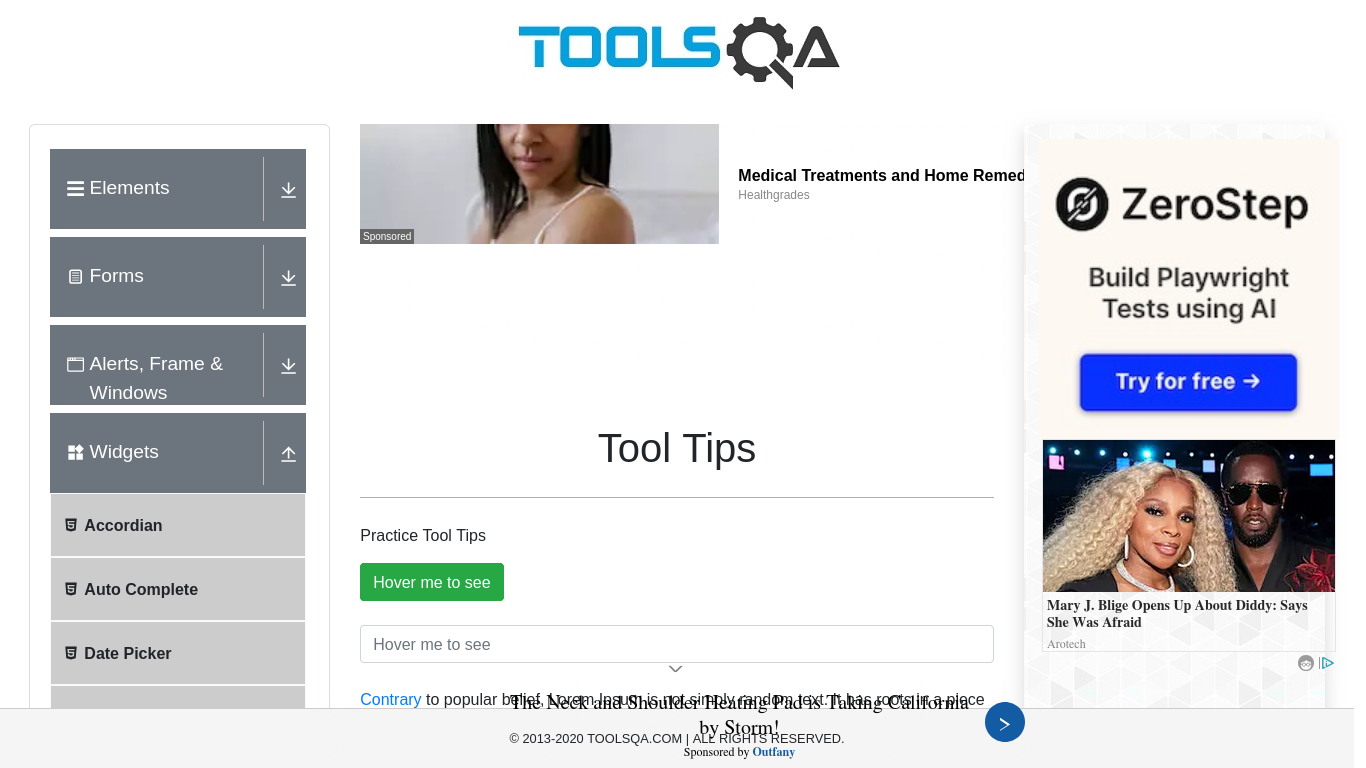 TOOLSQA
Elements
Forms
Alerts, Frame &
Windows
Widgets
Accordian
Auto Complete
Date Picker
Sponsored
Medical Treatments and Home Remed
Healthgrades
Tool Tips
Practice Tool Tips
Hover me to see
Hover me to see
Contrary to popular belief, Lorem Ipsum is not simply random text. It has roots in a piece
The Neck and Shoulder Heating Pad is Taking California
by Storm!
© 2013-2020 TOOLSQA.COM | ALL RIGHTS RESERVED.
Sponsored by Outfany
ZeroStep
Build Playwright
Tests using AI
Try for free →
Mary J. Blige Opens Up About Diddy: Says
She Was Afraid
Arotech